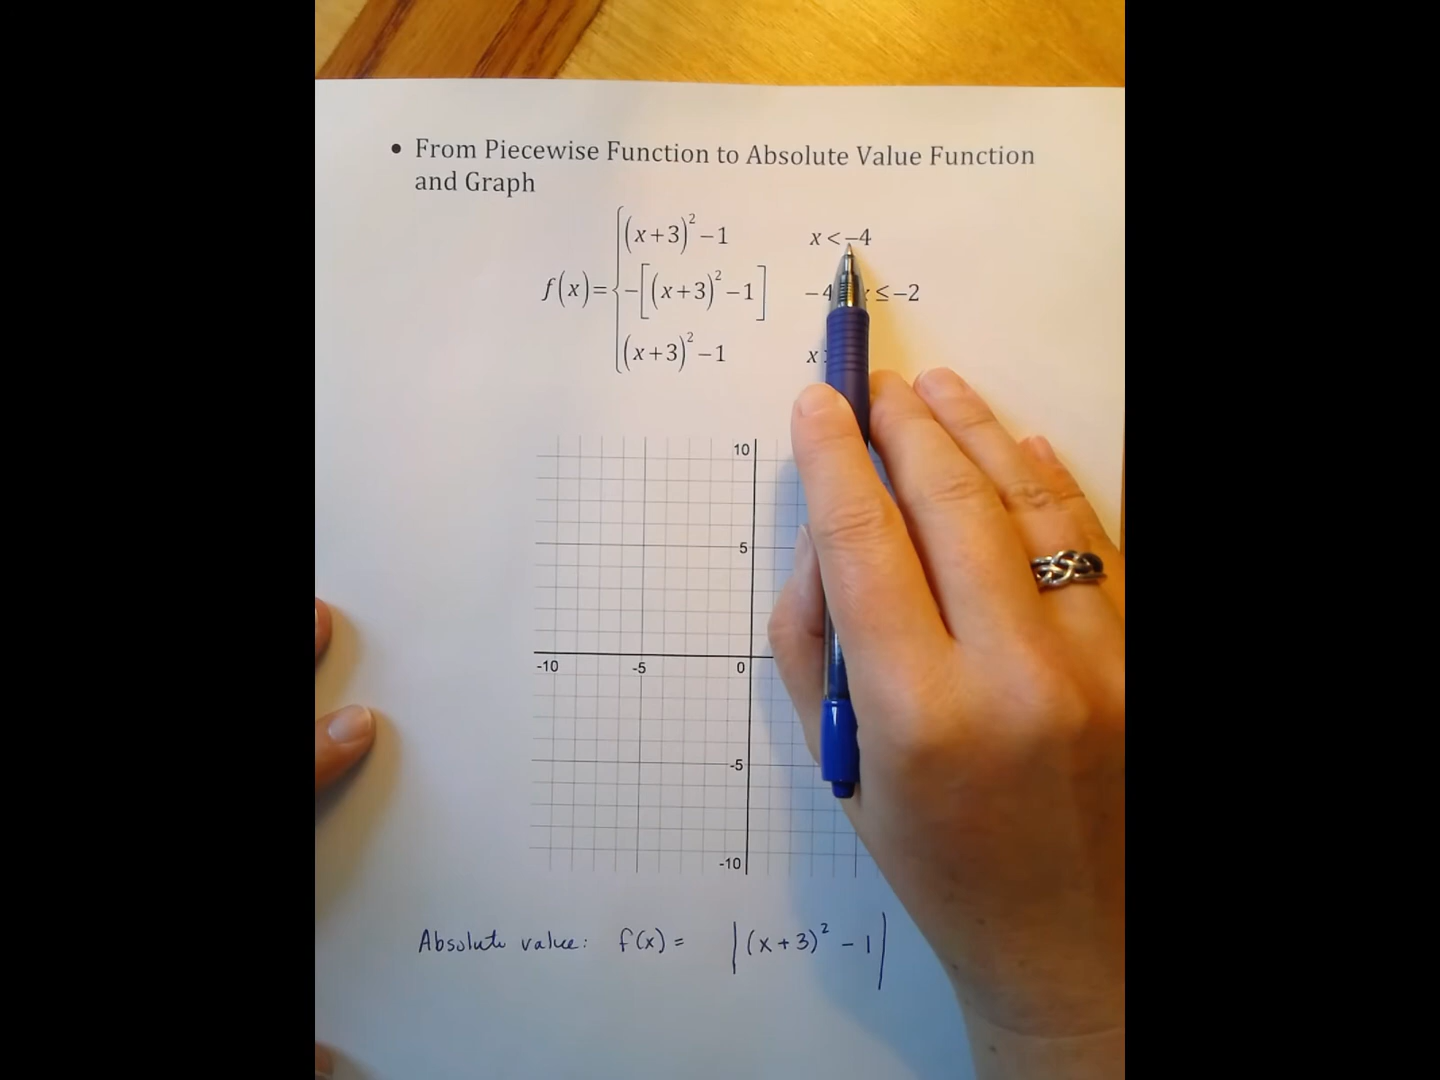 • From Piecewise Function to Absolute Value Function
and Graph
(x+3)² −1 x < −4
f(x)= { −[(x+3)² −1] −4 ≤ −2
(x+3)² −1 x
10
5
-10 -5 0
-5
-10
Absolute value: f(x) = |(x+3)² − 1|